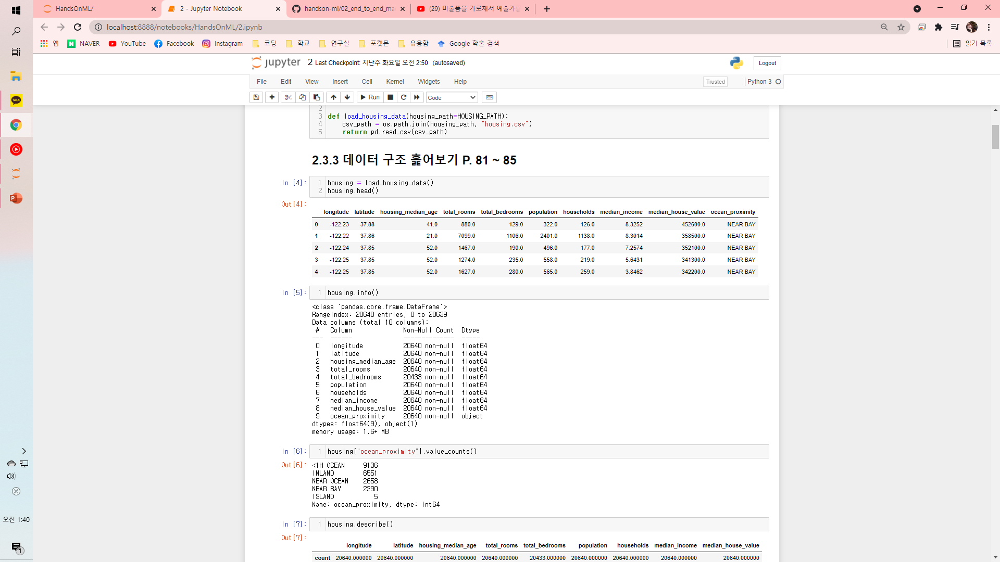 HandsOnML/
2 - Jupyter Notebook
handson-ml/02_end_to_end_ma
(29) 미술품을 가로채서 예술가를
localhost:8888/notebooks/HandsOnML/2.ipynb
앱 NAVER YouTube Facebook Instagram 코딩 학교 연구실 포켓몬 유용함 Google 학술 검색 읽기 목록
jupyter 2 Last Checkpoint: 지난주 화요일 오전 2:50 (autosaved) Logout
File Edit View Insert Cell Kernel Widgets Help Trusted Python 3
Run Code
2
3 def load_housing_data(housing_path=HOUSING_PATH):
4 csv_path = os.path.join(housing_path, "housing.csv")
5 return pd.read_csv(csv_path)
2.3.3 데이터 구조 훑어보기 P. 81 ~ 85
In [4]: 1 housing = load_housing_data()
2 housing.head()
Out[4]:
longitude latitude housing_median_age total_rooms total_bedrooms population households median_income median_house_value ocean_proximity
0 -122.23 37.88 41.0 880.0 129.0 322.0 126.0 8.3252 452600.0 NEAR BAY
1 -122.22 37.86 21.0 7099.0 1106.0 2401.0 1138.0 8.3014 358500.0 NEAR BAY
2 -122.24 37.85 52.0 1467.0 190.0 496.0 177.0 7.2574 352100.0 NEAR BAY
3 -122.25 37.85 52.0 1274.0 235.0 558.0 219.0 5.6431 341300.0 NEAR BAY
4 -122.25 37.85 52.0 1627.0 280.0 565.0 259.0 3.8462 342200.0 NEAR BAY
In [5]: 1 housing.info()
<class 'pandas.core.frame.DataFrame'>
RangeIndex: 20640 entries, 0 to 20639
Data columns (total 10 columns):
# Column Non-Null Count Dtype
--- ------ -------------- -----
0 longitude 20640 non-null float64
1 latitude 20640 non-null float64
2 housing_median_age 20640 non-null float64
3 total_rooms 20640 non-null float64
4 total_bedrooms 20433 non-null float64
5 population 20640 non-null float64
6 households 20640 non-null float64
7 median_income 20640 non-null float64
8 median_house_value 20640 non-null float64
9 ocean_proximity 20640 non-null object
dtypes: float64(9), object(1)
memory usage: 1.6+ MB
In [6]: 1 housing["ocean_proximity"].value_counts()
Out[6]: <1H OCEAN 9136
INLAND 6551
NEAR OCEAN 2658
NEAR BAY 2290
ISLAND 5
Name: ocean_proximity, dtype: int64
In [7]: 1 housing.describe()
Out[7]:
longitude latitude housing_median_age total_rooms total_bedrooms population households median_income median_house_value
count 20640.000000 20640.000000 20640.000000 20640.000000 20433.000000 20640.000000 20640.000000 20640.000000 20640.000000
TALK
P
오전 1:40
1